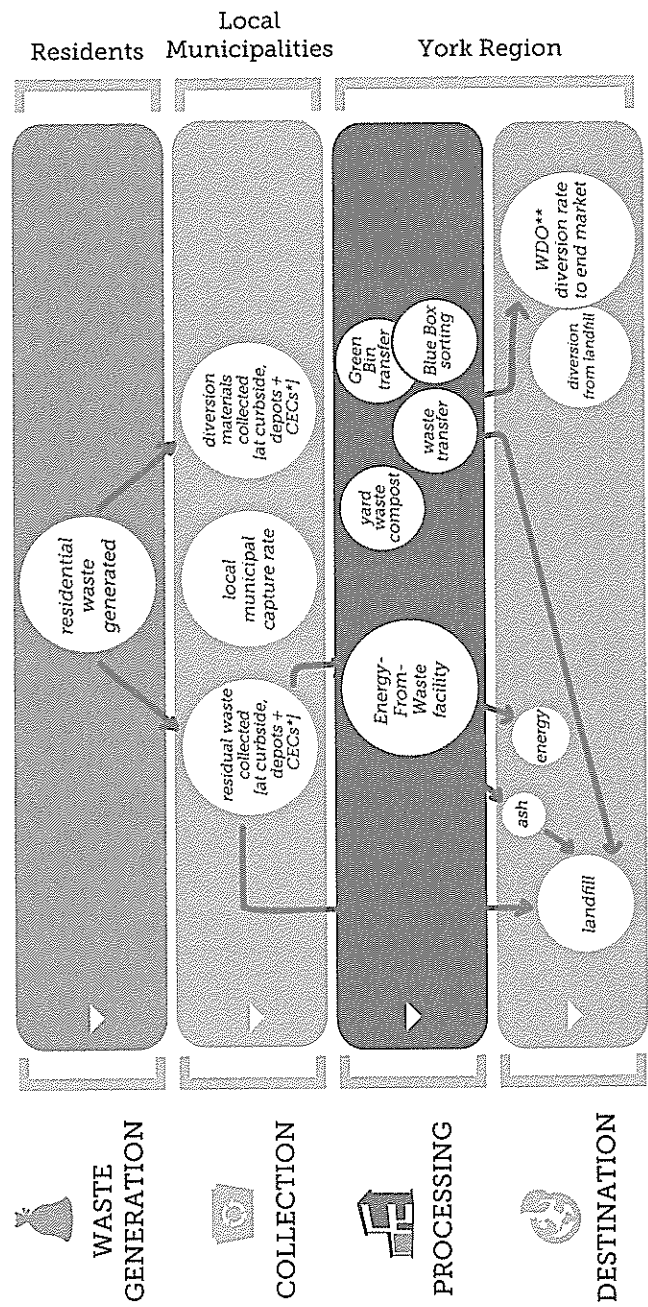 WASTE
GENERATION
residential
waste
generated
Residents
COLLECTION
residual waste
collected
[at curbside,
depots +
CECs*]
local
municipal
capture rate
diversion
materials
collected
[at curbside,
depots +
CECs*]
Local
Municipalities
PROCESSING
Energy-
From-
Waste
facility
yard
waste
compost
waste
transfer
Green
Bin
transfer
Blue Box
sorting
York Region
DESTINATION
landfill
ash
energy
diversion
from landfill
WDO**
diversion rate
to end market